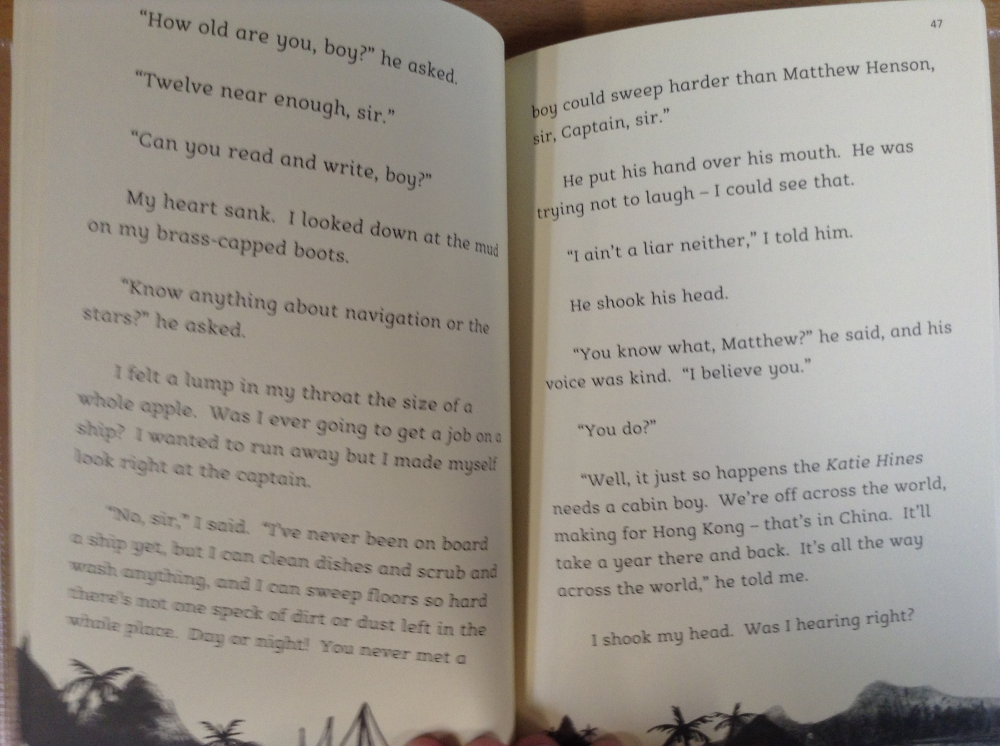 “How old are you, boy?” he asked.
“Twelve near enough, sir.”
“Can you read and write, boy?”
My heart sank. I looked down at the mud
on my brass-capped boots.
“Know anything about navigation or the
stars?” he asked.
I felt a lump in my throat the size of a
whole apple. Was I ever going to get a job on a
ship? I wanted to run away but I made myself
look right at the captain.
“No, sir,” I said. “I’ve never been on board
a ship yet, but I can clean dishes and scrub and
wash anything, and I can sweep floors so hard
there’s not one speck of dirt or dust left in the
whole place. Day or night! You never met a
47
boy could sweep harder than Matthew Henson,
sir, Captain, sir.”
He put his hand over his mouth. He was
trying not to laugh – I could see that.
“I ain’t a liar neither,” I told him.
He shook his head.
“You know what, Matthew?” he said, and his
voice was kind. “I believe you.”
“You do?”
“Well, it just so happens the Katie Hines
needs a cabin boy. We’re off across the world,
making for Hong Kong – that’s in China. It’ll
take a year there and back. It’s all the way
across the world,” he told me.
I shook my head. Was I hearing right?